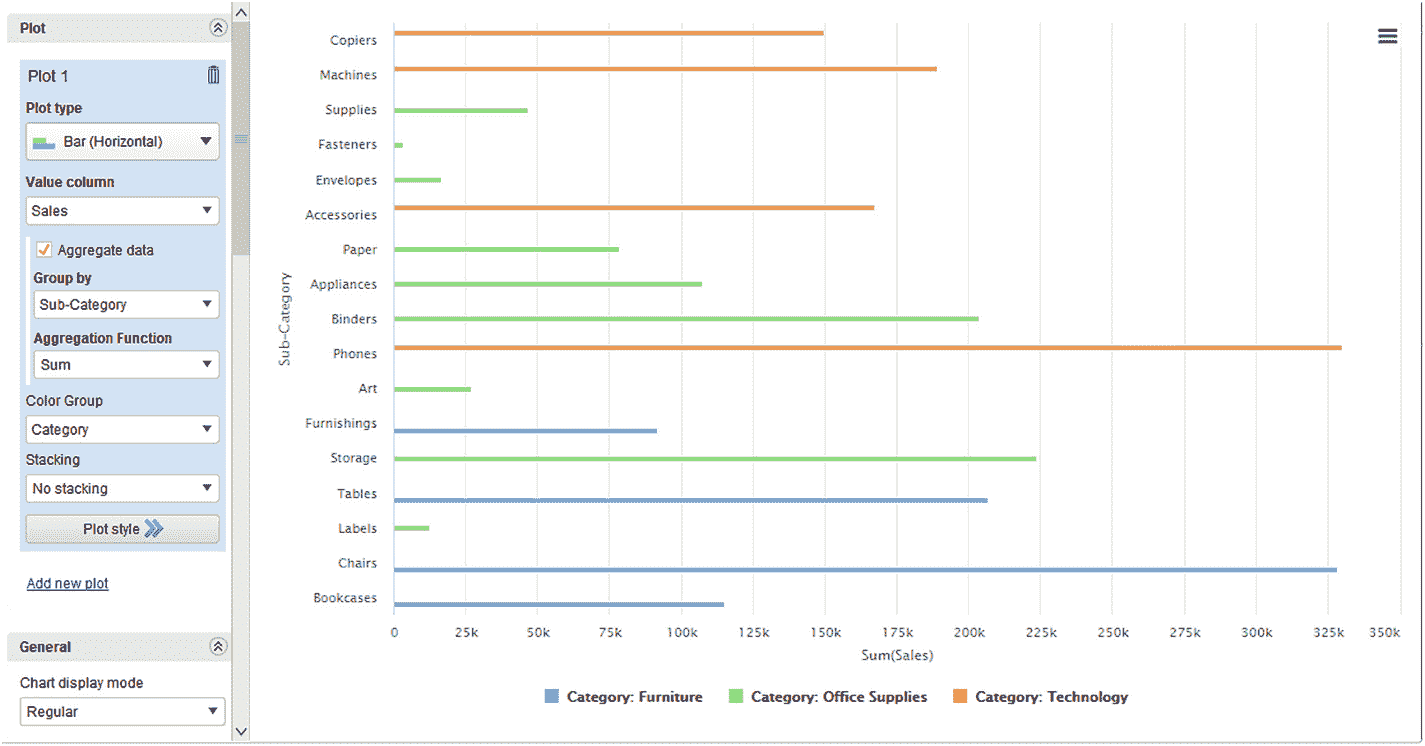 Plot
Plot 1
Plot type
Bar (Horizontal)
Value column
Sales
Aggregate data
Group by
Sub-Category
Aggregation Function
Sum
Color Group
Category
Stacking
No stacking
Plot style
Add new plot
General
Chart display mode
Regular
Sub-Category
Copiers
Machines
Supplies
Fasteners
Envelopes
Accessories
Paper
Appliances
Binders
Phones
Art
Furnishings
Storage
Tables
Labels
Chairs
Bookcases
0 25k 50k 75k 100k 125k 150k 175k 200k 225k 250k 275k 300k 325k 350k
Sum(Sales)
Category: Furniture Category: Office Supplies Category: Technology